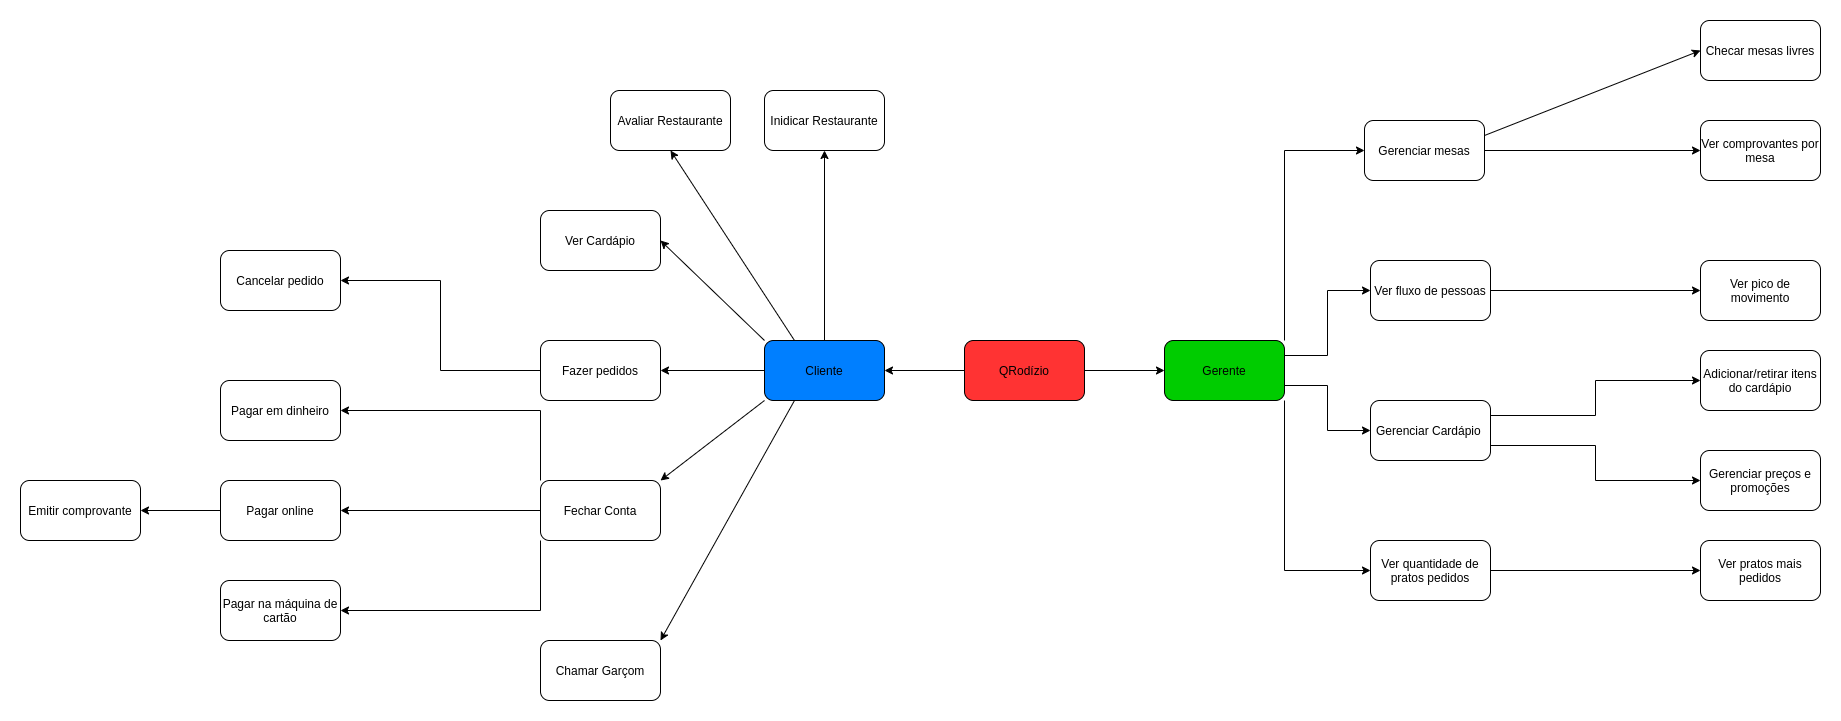 Checar mesas livres
Avaliar Restaurante
Inidicar Restaurante
Gerenciar mesas
Ver comprovantes por
mesa
Ver Cardápio
Cancelar pedido
Ver fluxo de pessoas
Ver pico de
movimento
Fazer pedidos
Cliente
QRodízio
Gerente
Adicionar/retirar itens
do cardápio
Pagar em dinheiro
Gerenciar Cardápio
Gerenciar preços e
promoções
Emitir comprovante
Pagar online
Fechar Conta
Ver quantidade de
pratos pedidos
Ver pratos mais
pedidos
Pagar na máquina de
cartão
Chamar Garçom